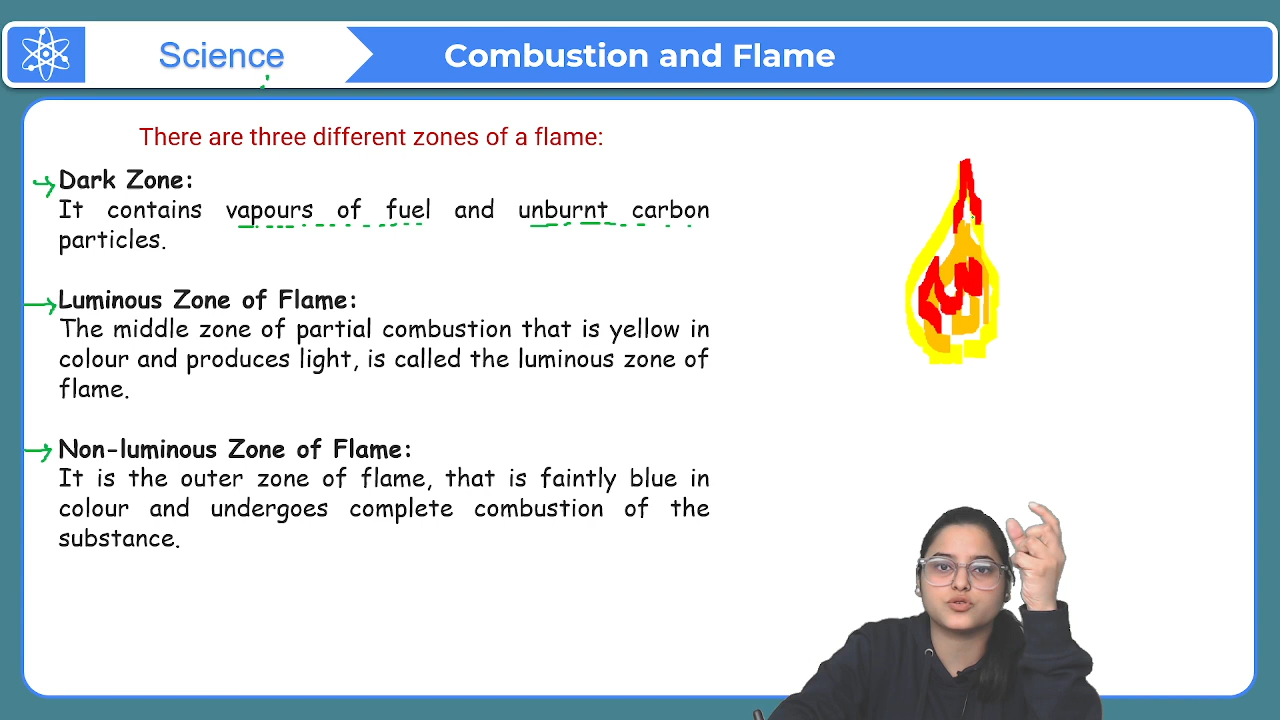 Science
Combustion and Flame
There are three different zones of a flame:
Dark Zone:
It contains vapours of fuel and unburnt carbon
particles.
Luminous Zone of Flame:
The middle zone of partial combustion that is yellow in
colour and produces light, is called the luminous zone of
flame.
Non-luminous Zone of Flame:
It is the outer zone of flame, that is faintly blue in
colour and undergoes complete combustion of the
substance.